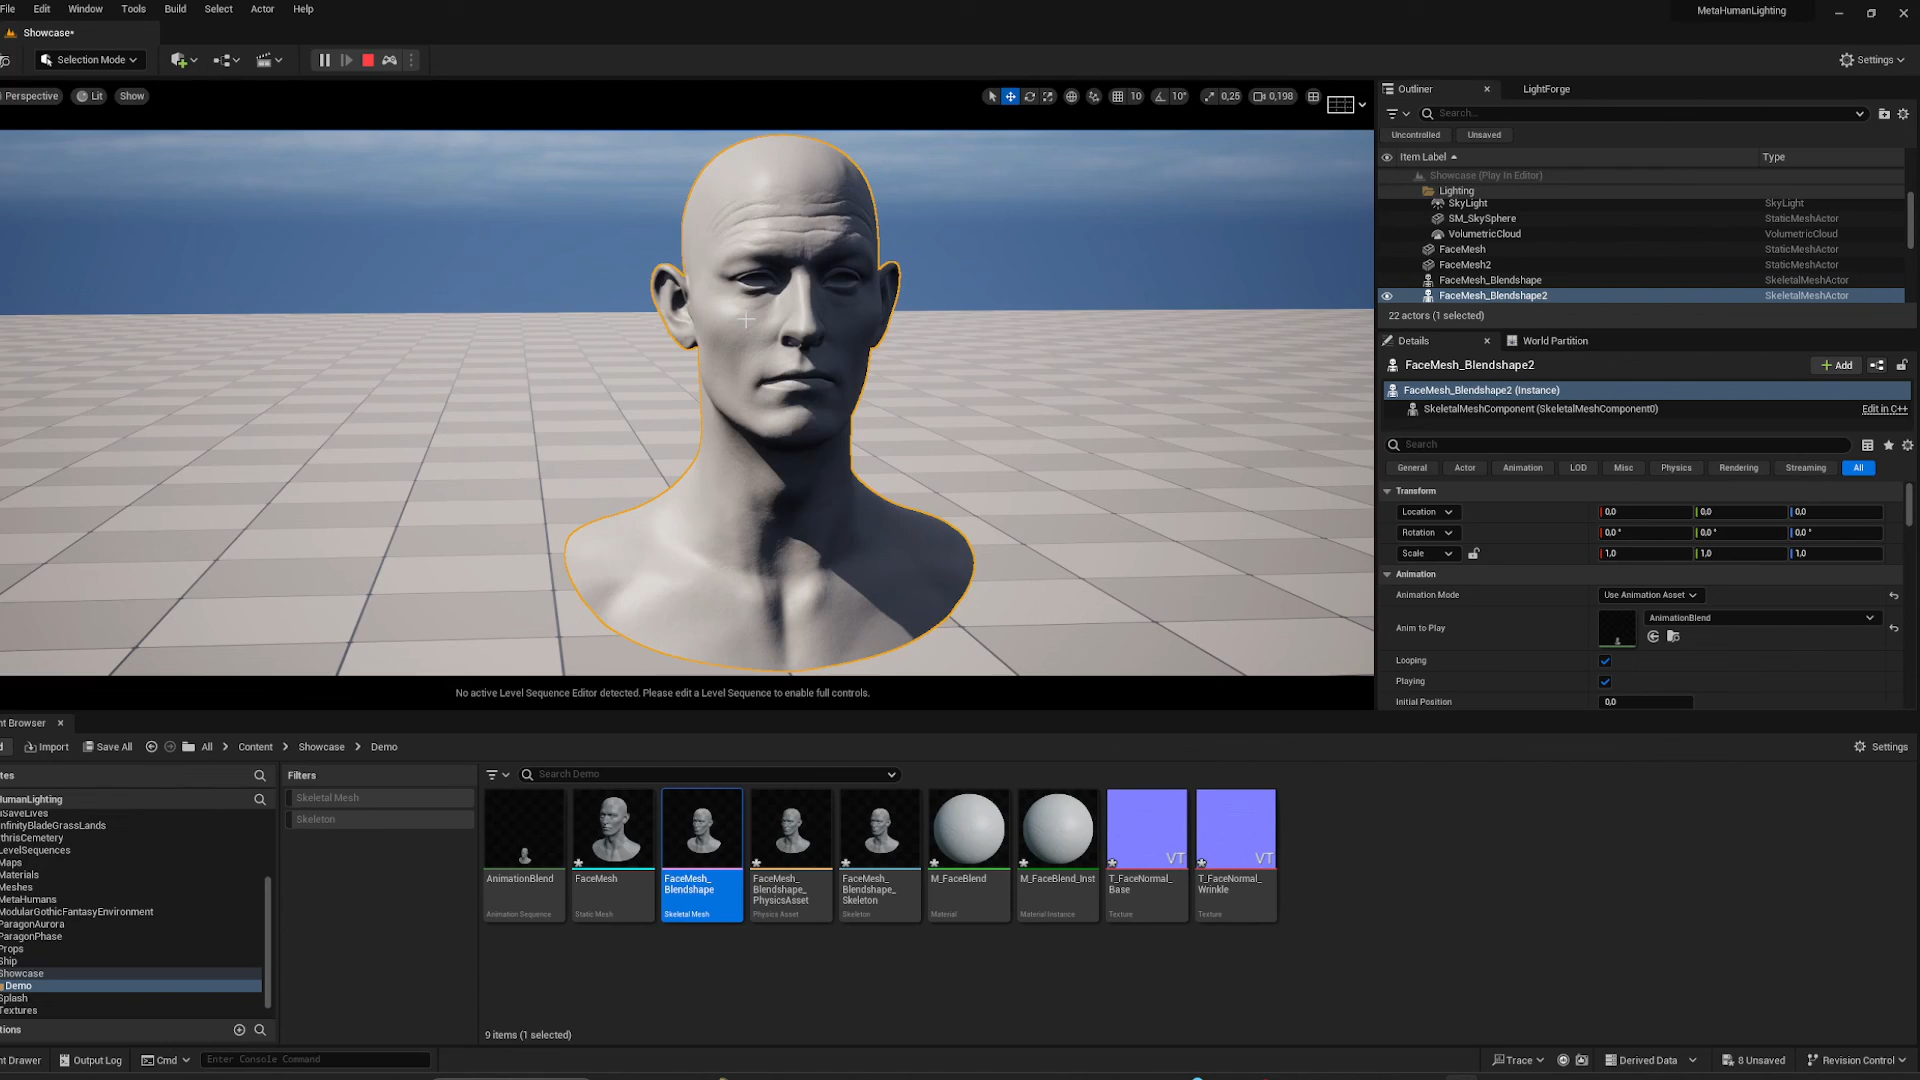 File Edit Window Tools Build Select Actor Help
MetaHumanLighting
Showcase*
Selection Mode
Settings
Perspective Lit Show
10 10° 0,25 0,198
Outliner LightForge
Search...
Uncontrolled Unsaved
Item Label Type
Showcase (Play In Editor)
Lighting
SkyLight SkyLight
SM_SkySphere StaticMeshActor
VolumetricCloud VolumetricCloud
FaceMesh StaticMeshActor
FaceMesh2 StaticMeshActor
FaceMesh_Blendshape SkeletalMeshActor
FaceMesh_Blendshape2 SkeletalMeshActor
22 actors (1 selected)
Details World Partition
FaceMesh_Blendshape2
Add
FaceMesh_Blendshape2 (Instance)
SkeletalMeshComponent (SkeletalMeshComponent0) Edit in C++
Search
General Actor Animation LOD Misc Physics Rendering Streaming All
Transform
Location 0,0 0,0 0,0
Rotation 0,0 ° 0,0 ° 0,0 °
Scale 1,0 1,0 1,0
Animation
Animation Mode Use Animation Asset
Anim to Play AnimationBlend
Looping
Playing
Initial Position 0,0
No active Level Sequence Editor detected. Please edit a Level Sequence to enable full controls.
nt Browser
d Import Save All All Content Showcase Demo Settings
tes
HumanLighting
uSaveLives
InfinityBladeGrassLands
IthrisCemetery
LevelSequences
Maps
Materials
Meshes
MetaHumans
ModularGothicFantasyEnvironment
ParagonAurora
ParagonPhase
Props
Ship
Showcase
Demo
Splash
Textures
tions
Filters
Skeletal Mesh
Skeleton
Search Demo
AnimationBlend
Animation Sequence
FaceMesh
Static Mesh
FaceMesh_
Blendshape
Skeletal Mesh
FaceMesh_
Blendshape_
PhysicsAsset
Physics Asset
FaceMesh_
Blendshape_
Skeleton
Skeleton
M_FaceBlend
Material
M_FaceBlend_Inst
Material Instance
VT
T_FaceNormal_
Base
Texture
VT
T_FaceNormal_
Wrinkle
Texture
9 items (1 selected)
nt Drawer Output Log Cmd Enter Console Command
Trace Derived Data 8 Unsaved Revision Control